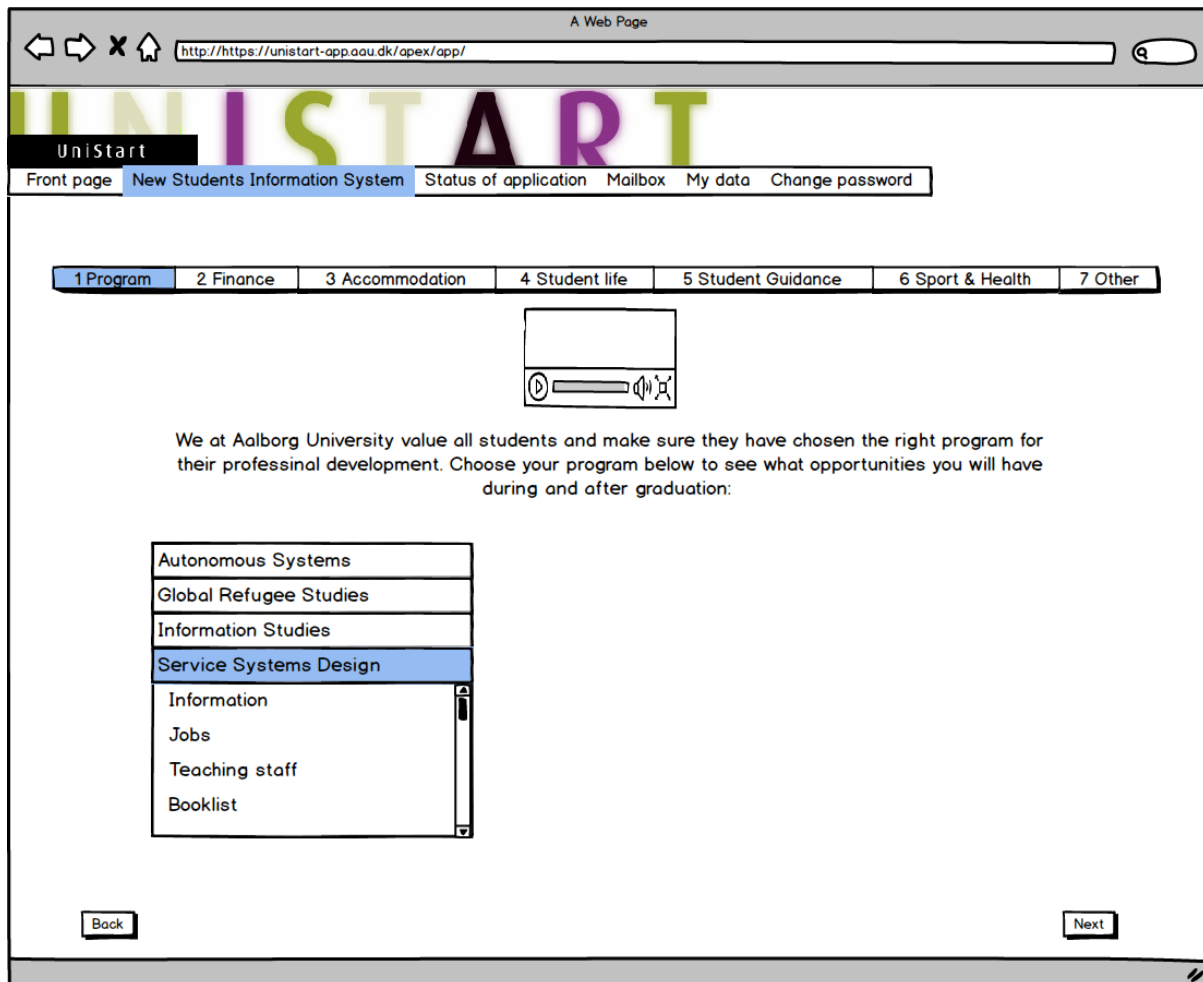 A Web Page
http://https://unistart-app.aau.dk/apex/app/
UNISTART
UniStart
Front page New Students Information System Status of application Mailbox My data Change password
1 Program 2 Finance 3 Accommodation 4 Student life 5 Student Guidance 6 Sport & Health 7 Other
We at Aalborg University value all students and make sure they have chosen the right program for
their professinal development. Choose your program below to see what opportunities you will have
during and after graduation:
Autonomous Systems
Global Refugee Studies
Information Studies
Service Systems Design
Information
Jobs
Teaching staff
Booklist
Back Next